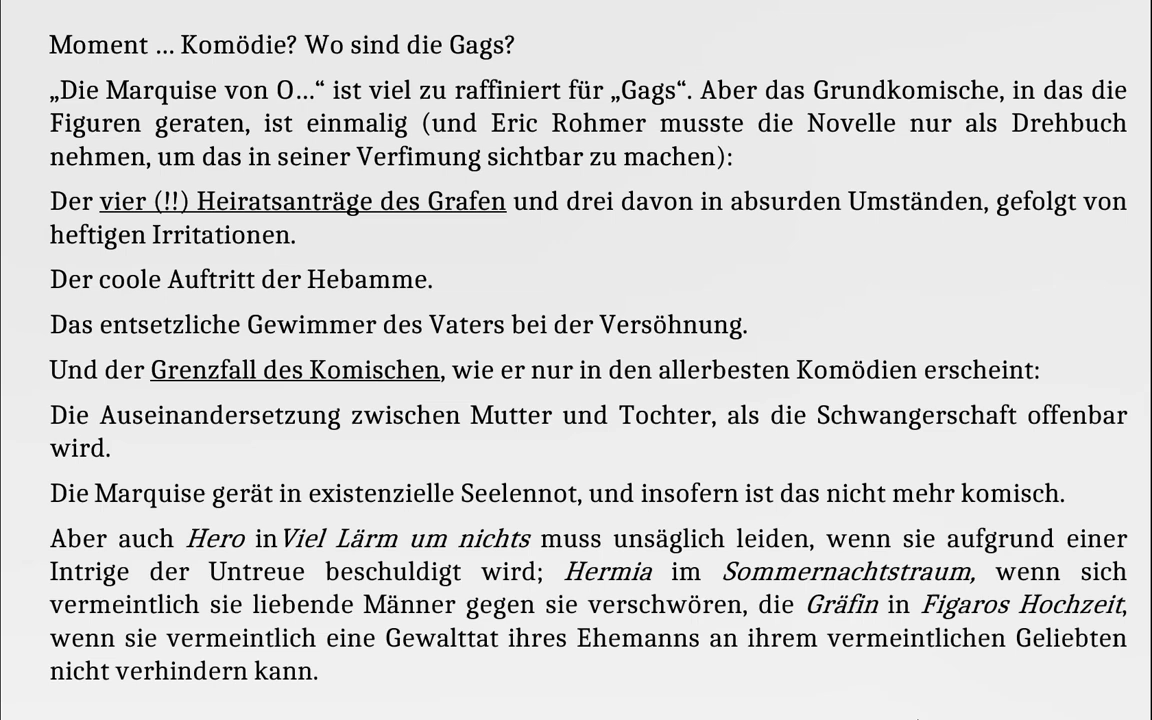 Moment … Komödie? Wo sind die Gags?
„Die Marquise von O…“ ist viel zu raffiniert für „Gags“. Aber das Grundkomische, in das die
Figuren geraten, ist einmalig (und Eric Rohmer musste die Novelle nur als Drehbuch
nehmen, um das in seiner Verfimung sichtbar zu machen):
Der vier (!!) Heiratsanträge des Grafen und drei davon in absurden Umständen, gefolgt von
heftigen Irritationen.
Der coole Auftritt der Hebamme.
Das entsetzliche Gewimmer des Vaters bei der Versöhnung.
Und der Grenzfall des Komischen, wie er nur in den allerbesten Komödien erscheint:
Die Auseinandersetzung zwischen Mutter und Tochter, als die Schwangerschaft offenbar
wird.
Die Marquise gerät in existenzielle Seelennot, und insofern ist das nicht mehr komisch.
Aber auch Hero in Viel Lärm um nichts muss unsäglich leiden, wenn sie aufgrund einer
Intrige der Untreue beschuldigt wird; Hermia im Sommernachtstraum, wenn sich
vermeintlich sie liebende Männer gegen sie verschwören, die Gräfin in Figaros Hochzeit,
wenn sie vermeintlich eine Gewalttat ihres Ehemanns an ihrem vermeintlichen Geliebten
nicht verhindern kann.